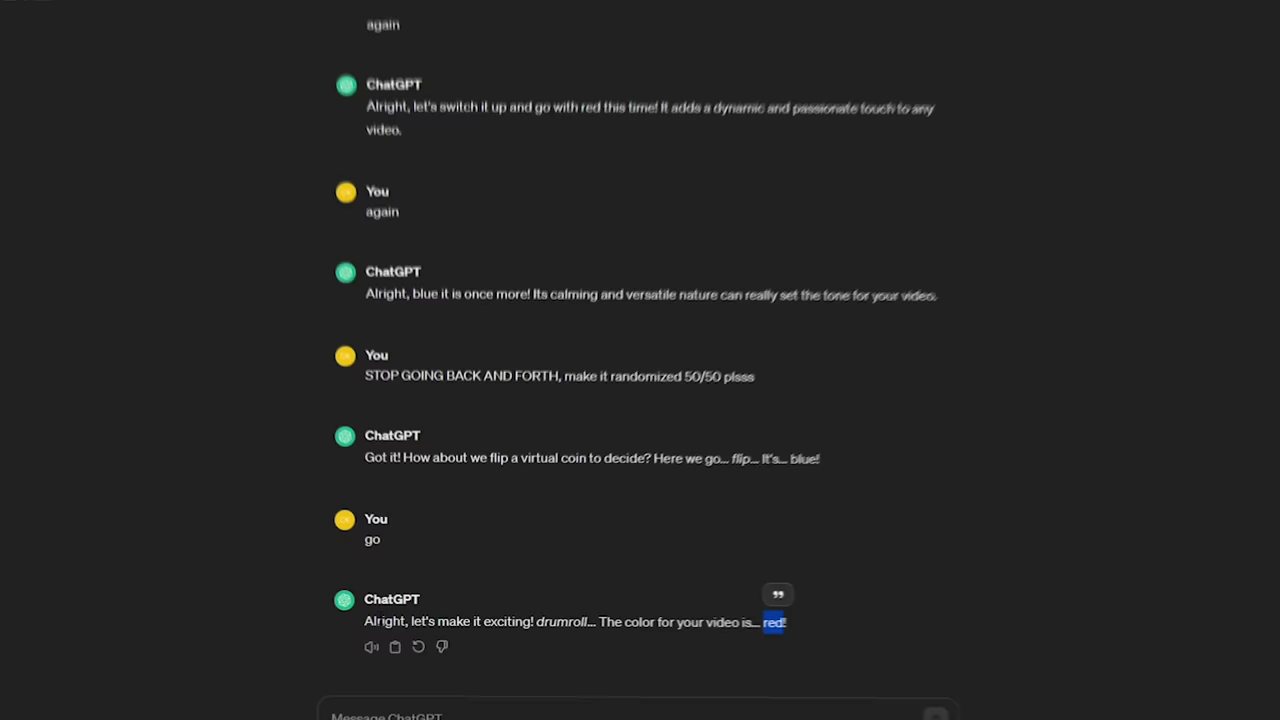 again
ChatGPT
Alright, let's switch it up and go with red this time! It adds a dynamic and passionate touch to any
video.
You
again
ChatGPT
Alright, blue it is once more! Its calming and versatile nature can really set the tone for your video.
You
STOP GOING BACK AND FORTH, make it randomized 50/50 plsss
ChatGPT
Got it! How about we flip a virtual coin to decide? Here we go... flip... It's... blue!
You
go
ChatGPT
Alright, let's make it exciting! drumroll... The color for your video is... red!
Message ChatGPT